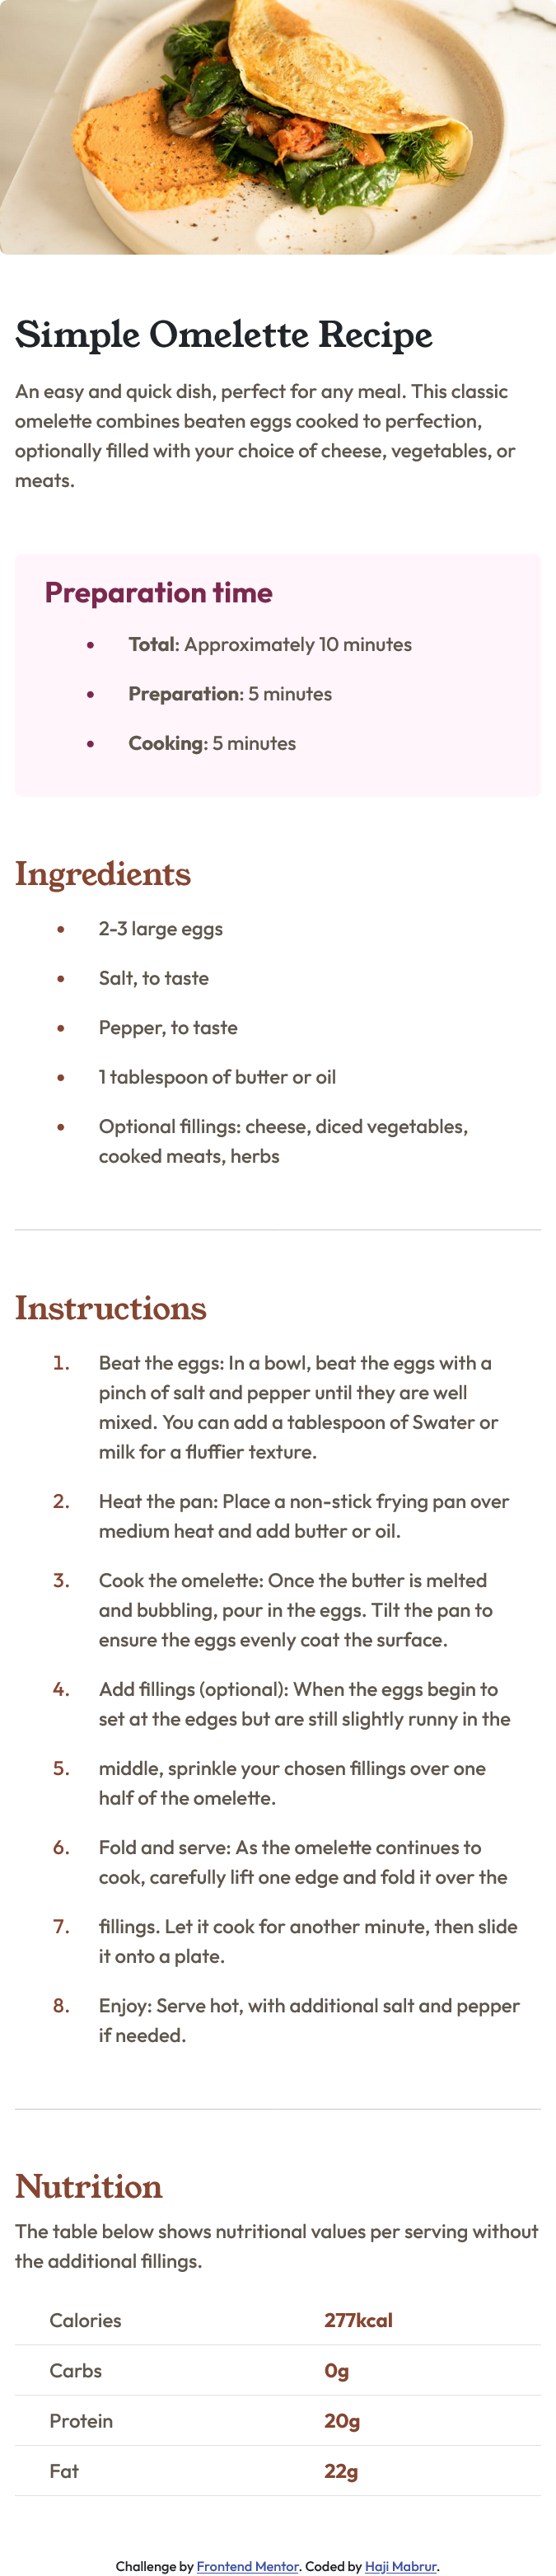 Simple Omelette Recipe
An easy and quick dish, perfect for any meal. This classic
omelette combines beaten eggs cooked to perfection,
optionally filled with your choice of cheese, vegetables, or
meats.
Preparation time
• Total: Approximately 10 minutes
• Preparation: 5 minutes
• Cooking: 5 minutes
Ingredients
• 2-3 large eggs
• Salt, to taste
• Pepper, to taste
• 1 tablespoon of butter or oil
• Optional fillings: cheese, diced vegetables,
cooked meats, herbs
Instructions
1. Beat the eggs: In a bowl, beat the eggs with a
pinch of salt and pepper until they are well
mixed. You can add a tablespoon of Swater or
milk for a fluffier texture.
2. Heat the pan: Place a non-stick frying pan over
medium heat and add butter or oil.
3. Cook the omelette: Once the butter is melted
and bubbling, pour in the eggs. Tilt the pan to
ensure the eggs evenly coat the surface.
4. Add fillings (optional): When the eggs begin to
set at the edges but are still slightly runny in the
5. middle, sprinkle your chosen fillings over one
half of the omelette.
6. Fold and serve: As the omelette continues to
cook, carefully lift one edge and fold it over the
7. fillings. Let it cook for another minute, then slide
it onto a plate.
8. Enjoy: Serve hot, with additional salt and pepper
if needed.
Nutrition
The table below shows nutritional values per serving without
the additional fillings.
Calories 277kcal
Carbs 0g
Protein 20g
Fat 22g
Challenge by Frontend Mentor. Coded by Haji Mabrur.